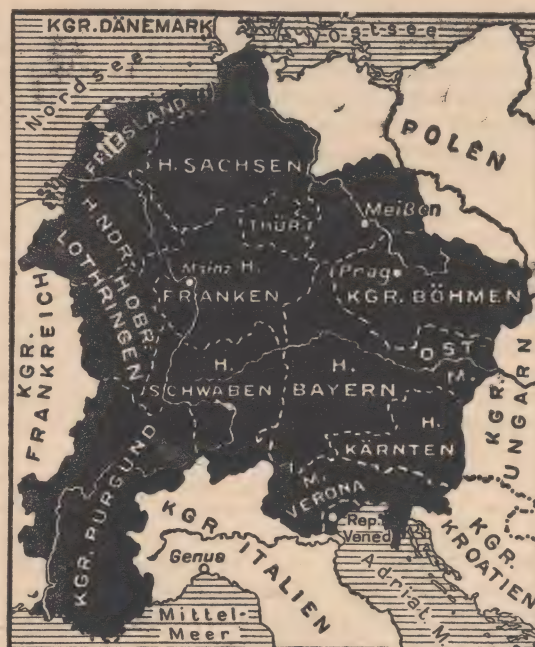 KGR. DÄNEMARK
Ostsee
Nordsee
FRIESLAND
POLEN
H. SACHSEN
THÜR.
Meißen
H. NDR.-H. OBR.
LOTHRINGEN
Mainz
H.
FRANKEN
Prag
KGR. BÖHMEN
KGR.
FRANKREICH
OST
M.
H.
SCHWABEN
H.
BAYERN
KGR.
UNGARN
H.
KÄRNTEN
KGR. BURGUND
M.
VERONA
Rep.
Vened
KGR. ITALIEN
KGR.
KROATIEN
Genua
Adriat. M.
Mittel-
Meer